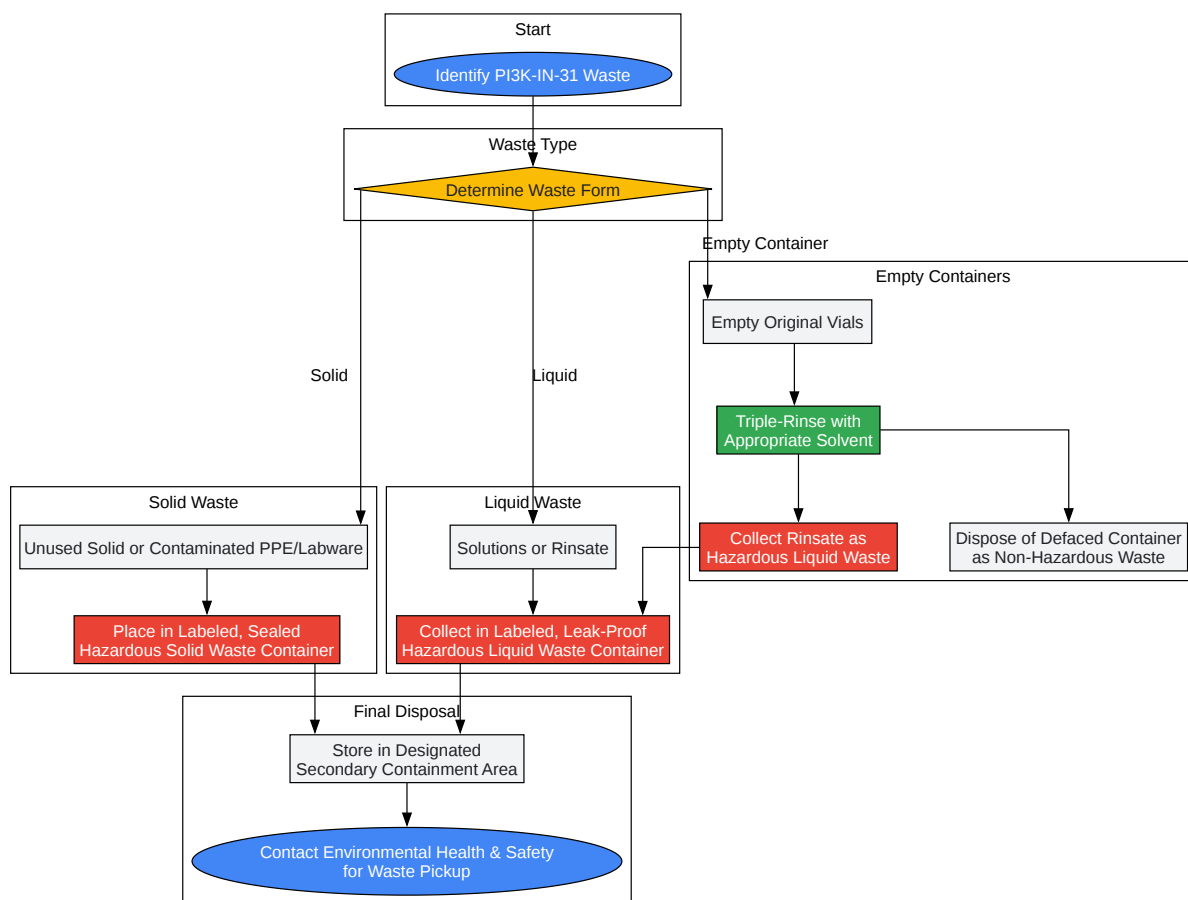 Start
Identify PI3K-IN-31 Waste
Waste Type
Determine Waste Form
Empty Container
Empty Containers
Empty Original Vials
Solid
Liquid
Triple-Rinse with
Appropriate Solvent
Solid Waste
Liquid Waste
Unused Solid or Contaminated PPE/Labware
Solutions or Rinsate
Collect Rinsate as
Hazardous Liquid Waste
Dispose of Defaced Container
as Non-Hazardous Waste
Place in Labeled, Sealed
Hazardous Solid Waste Container
Collect in Labeled, Leak-Proof
Hazardous Liquid Waste Container
Final Disposal
Store in Designated
Secondary Containment Area
Contact Environmental Health & Safety
for Waste Pickup